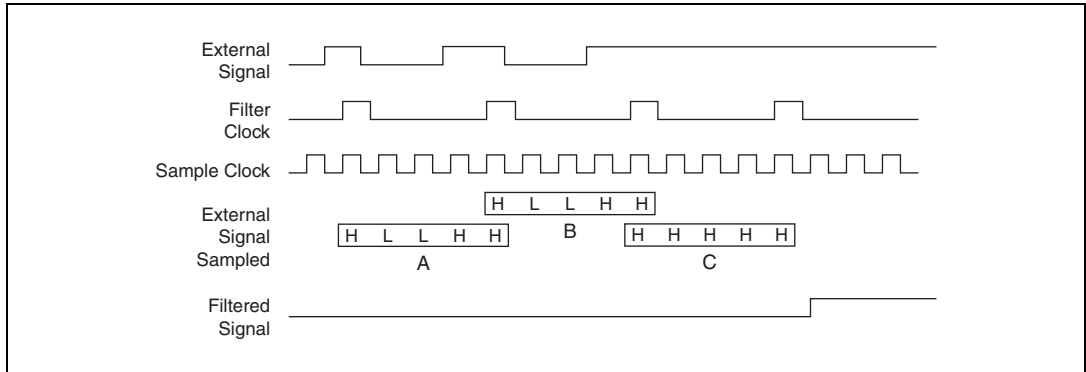 External
Signal
Filter
Clock
Sample Clock
External
Signal
Sampled
H L L H H
B
H L L H H
A
H H H H H
C
Filtered
Signal